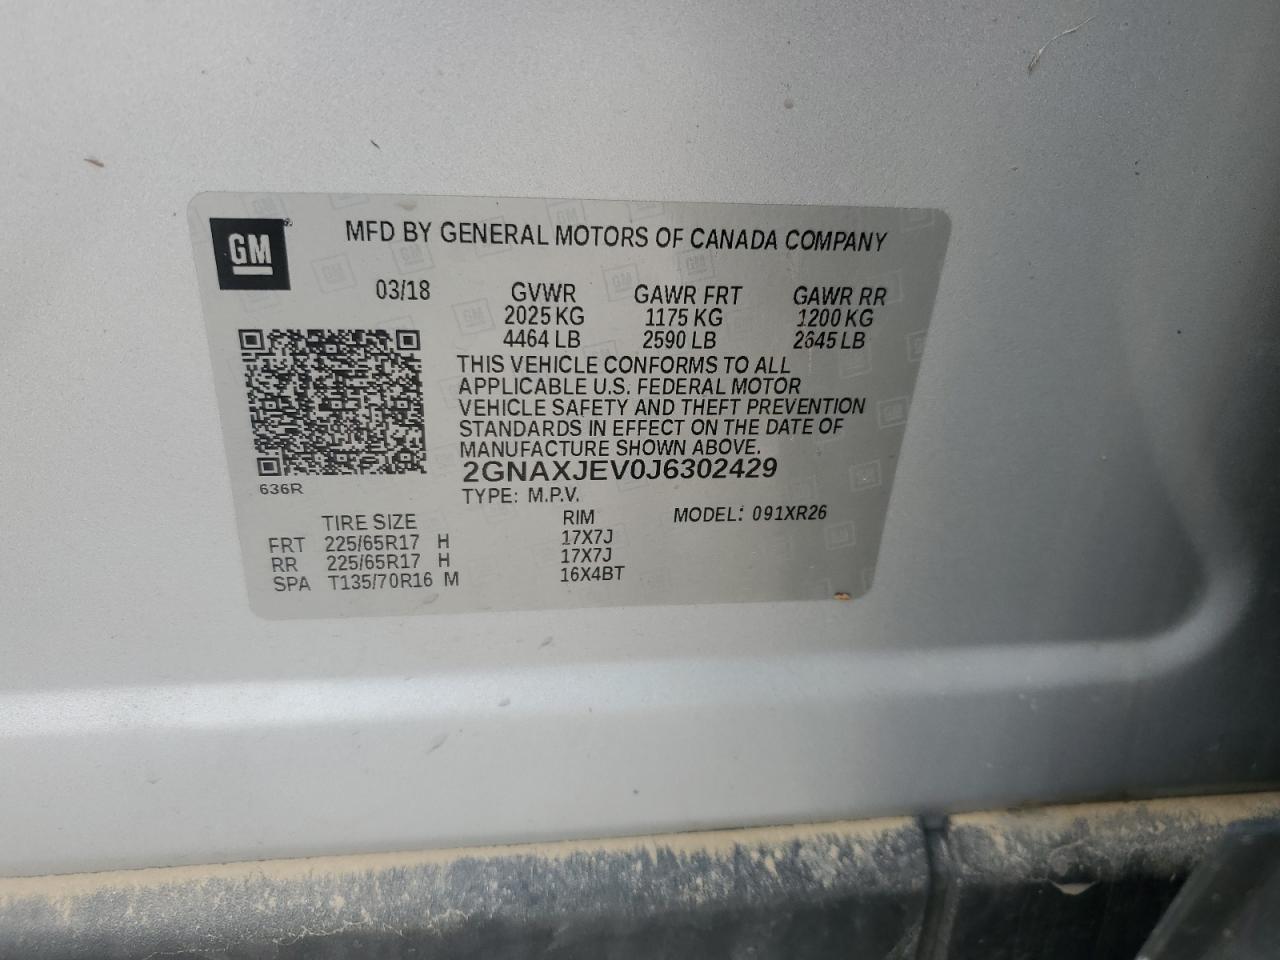 GM
MFD BY GENERAL MOTORS OF CANADA COMPANY
03/18 GVWR GAWR FRT GAWR RR
2025 KG 1175 KG 1200 KG
4464 LB 2590 LB 2645 LB
THIS VEHICLE CONFORMS TO ALL
APPLICABLE U.S. FEDERAL MOTOR
VEHICLE SAFETY AND THEFT PREVENTION
STANDARDS IN EFFECT ON THE DATE OF
MANUFACTURE SHOWN ABOVE.
2GNAXJEV0J6302429
636R
TYPE: M.P.V.
TIRE SIZE RIM MODEL: 091XR26
FRT 225/65R17 H 17X7J
RR 225/65R17 H 17X7J
SPA T135/70R16 M 16X4BT